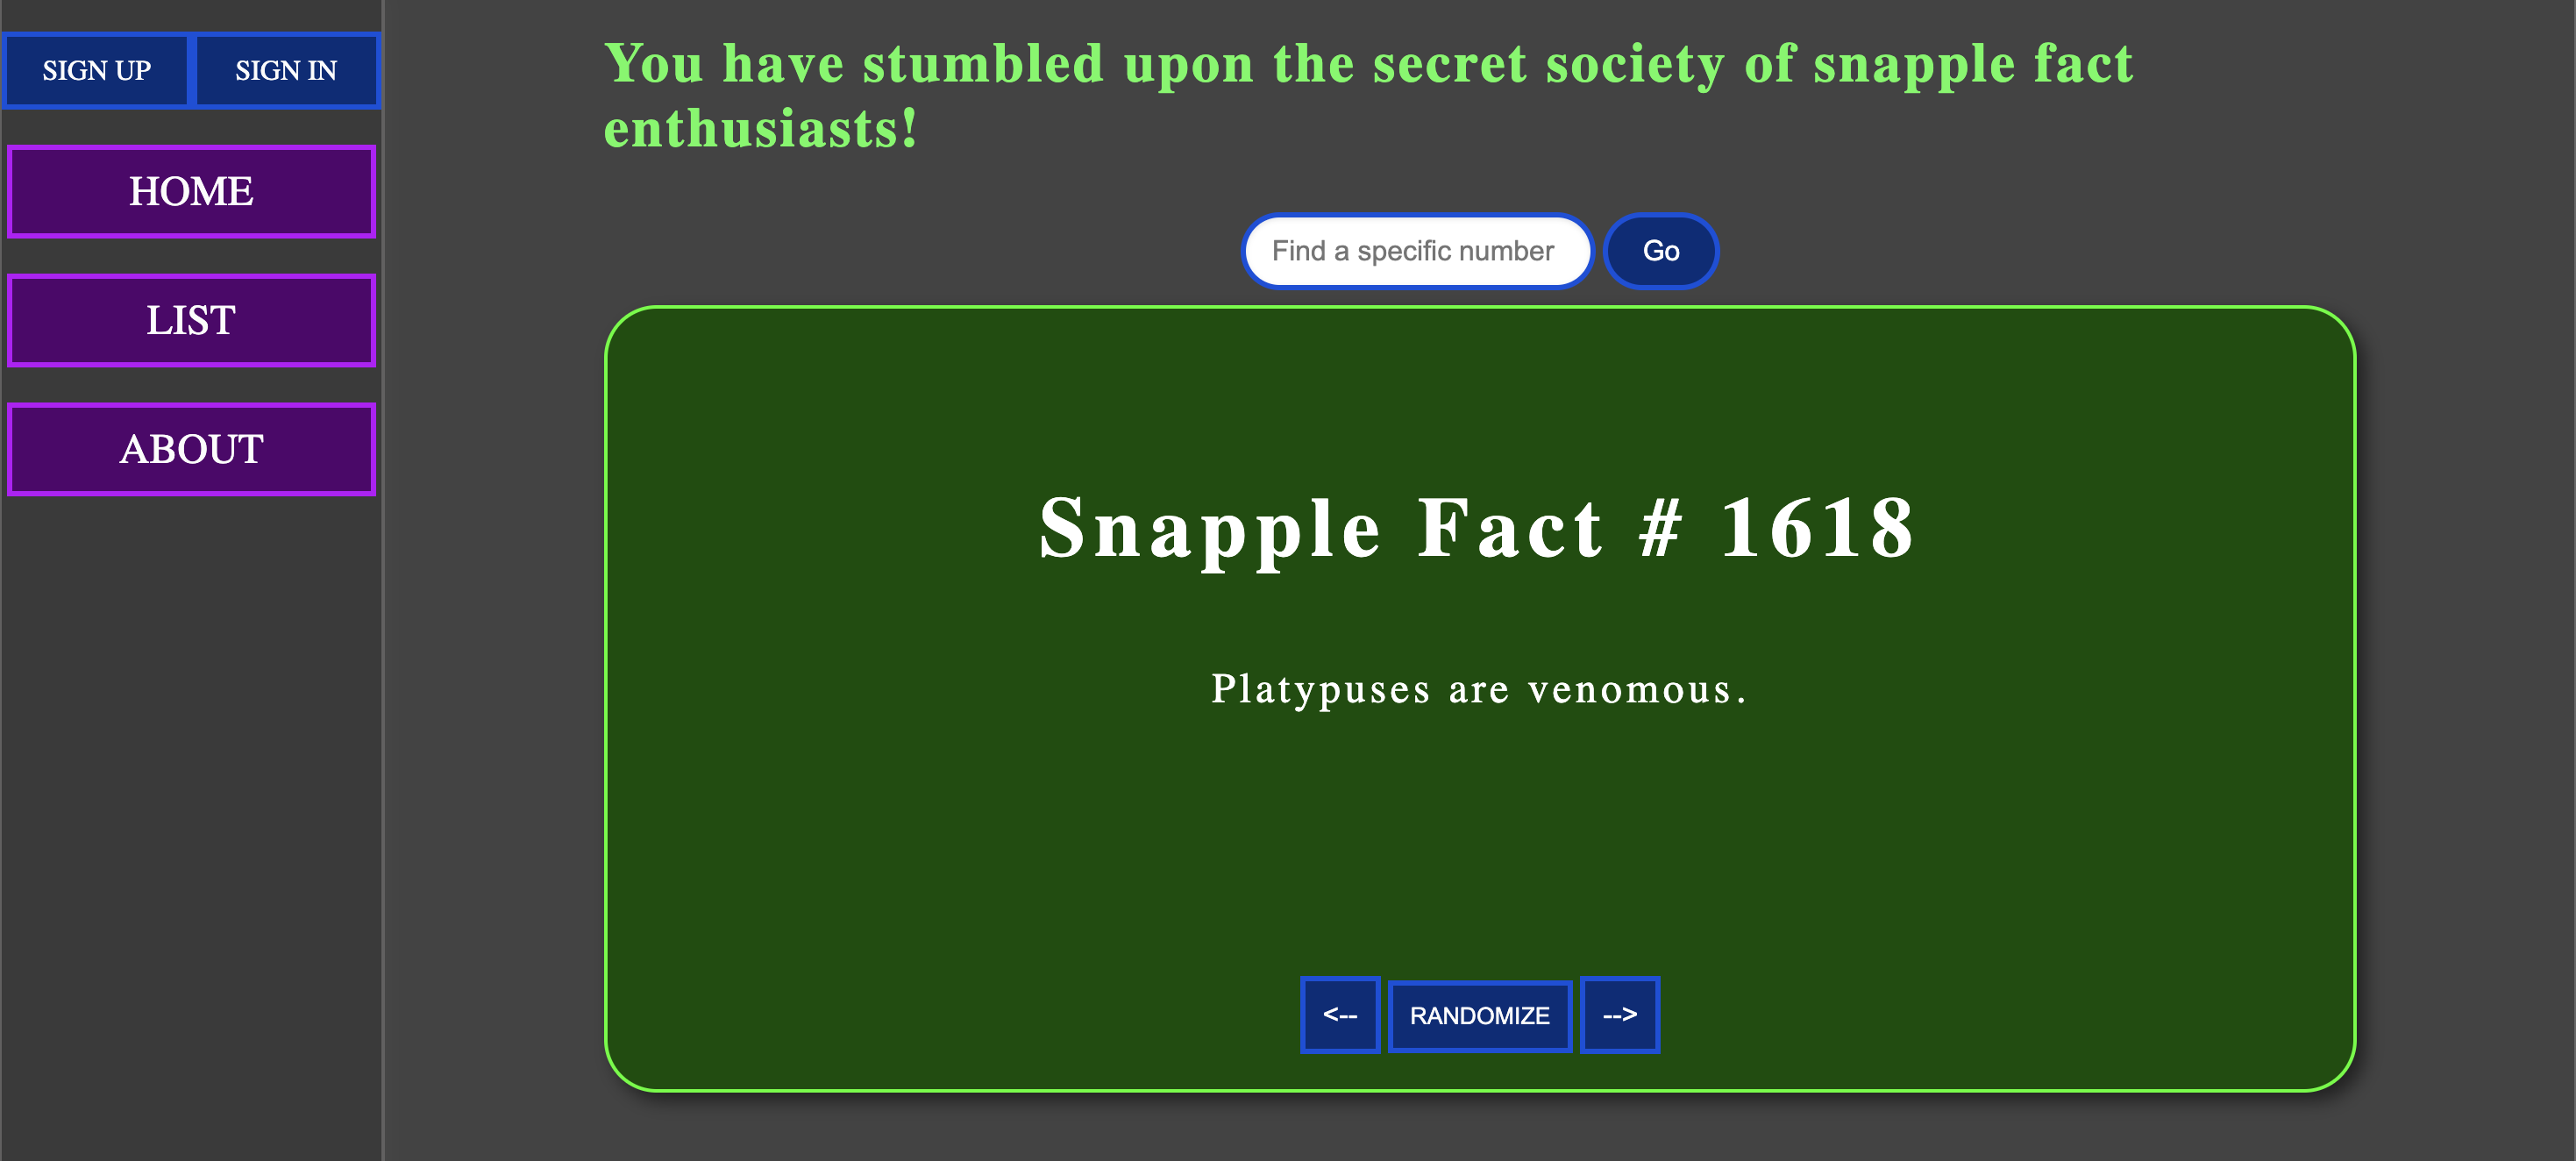 SIGN UP
SIGN IN
HOME
LIST
ABOUT
You have stumbled upon the secret society of snapple fact
enthusiasts!
Find a specific number
Go
Snapple Fact # 1618
Platypuses are venomous.
<--
RANDOMIZE
-->